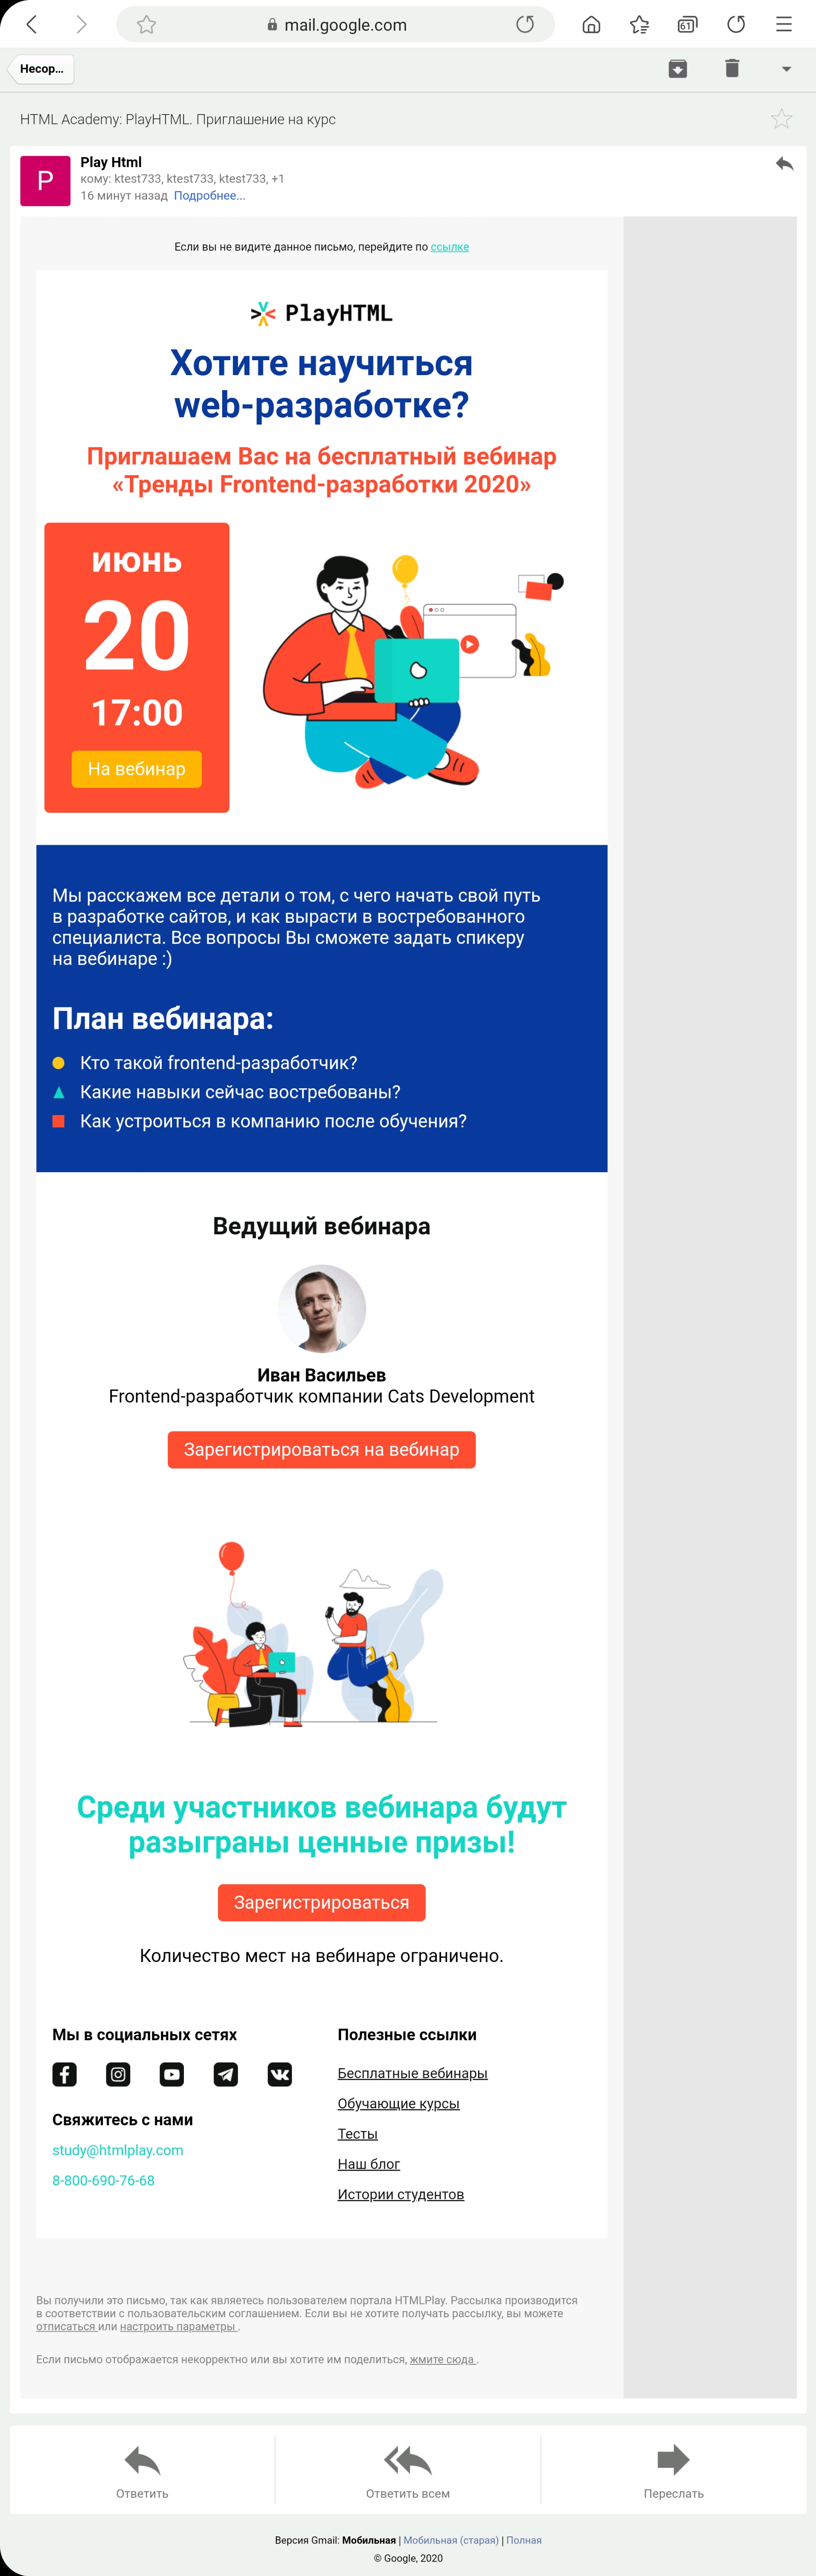 mail.google.com
61
Несор...
HTML Academy: PlayHTML. Приглашение на курс
P
Play Html
кому: ktest733, ktest733, ktest733, +1
16 минут назад Подробнее...
Если вы не видите данное письмо, перейдите по ссылке
PlayHTML
Хотите научиться
web-разработке?
Приглашаем Вас на бесплатный вебинар
«Тренды Frontend-разработки 2020»
июнь
20
17:00
На вебинар
Мы расскажем все детали о том, с чего начать свой путь
в разработке сайтов, и как вырасти в востребованного
специалиста. Все вопросы Вы сможете задать спикеру
на вебинаре :)
План вебинара:
Кто такой frontend-разработчик?
Какие навыки сейчас востребованы?
Как устроиться в компанию после обучения?
Ведущий вебинара
Иван Васильев
Frontend-разработчик компании Cats Development
Зарегистрироваться на вебинар
Среди участников вебинара будут
разыграны ценные призы!
Зарегистрироваться
Количество мест на вебинаре ограничено.
Мы в социальных сетях
Свяжитесь с нами
study@htmlplay.com
8-800-690-76-68
Полезные ссылки
Бесплатные вебинары
Обучающие курсы
Тесты
Наш блог
Истории студентов
Вы получили это письмо, так как являетесь пользователем портала HTMLPlay. Рассылка производится
в соответствии с пользовательским соглашением. Если вы не хотите получать рассылку, вы можете
отписаться или настроить параметры .
Если письмо отображается некорректно или вы хотите им поделиться, жмите сюда .
Ответить
Ответить всем
Переслать
Версия Gmail: Мобильная | Мобильная (старая) | Полная
© Google, 2020